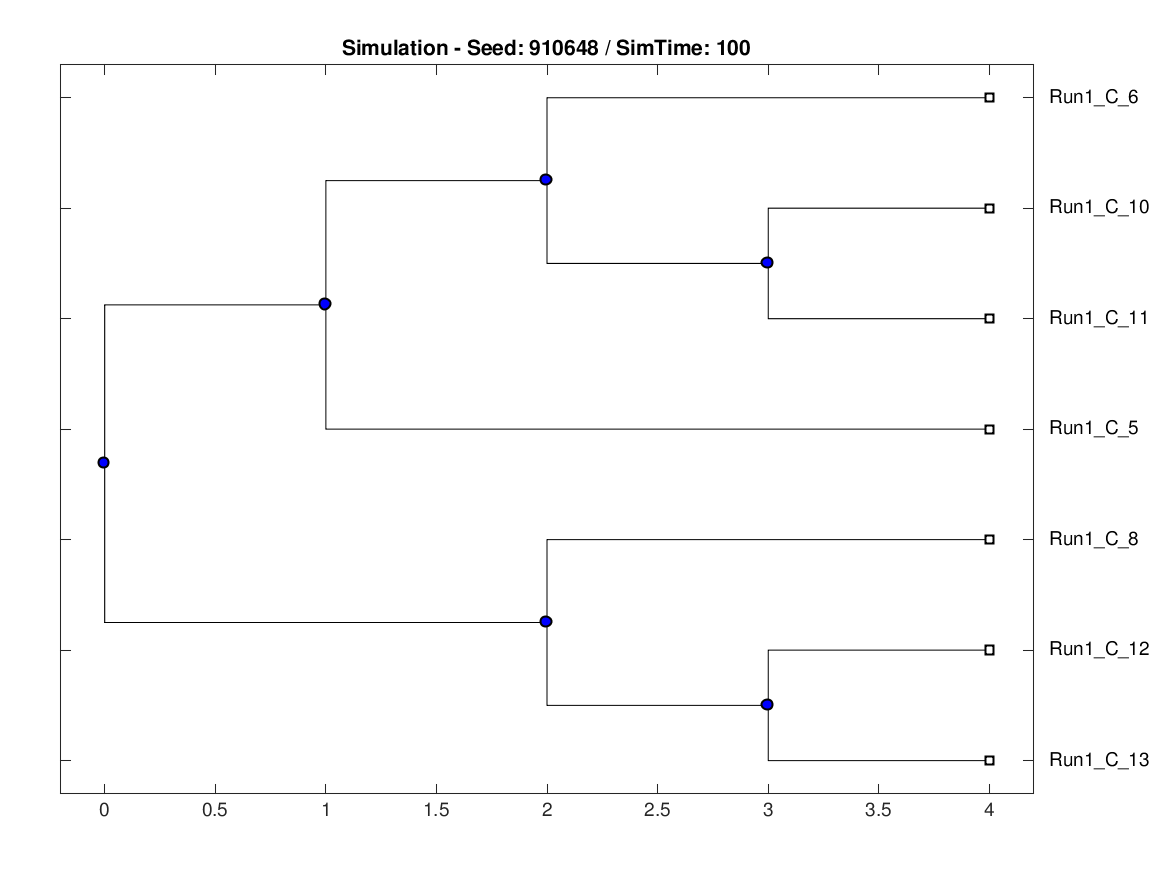 Simulation - Seed: 910648 / SimTime: 100
Run1_C_6
Run1_C_10
Run1_C_11
Run1_C_5
Run1_C_8
Run1_C_12
Run1_C_13
0 0.5 1 1.5 2 2.5 3 3.5 4